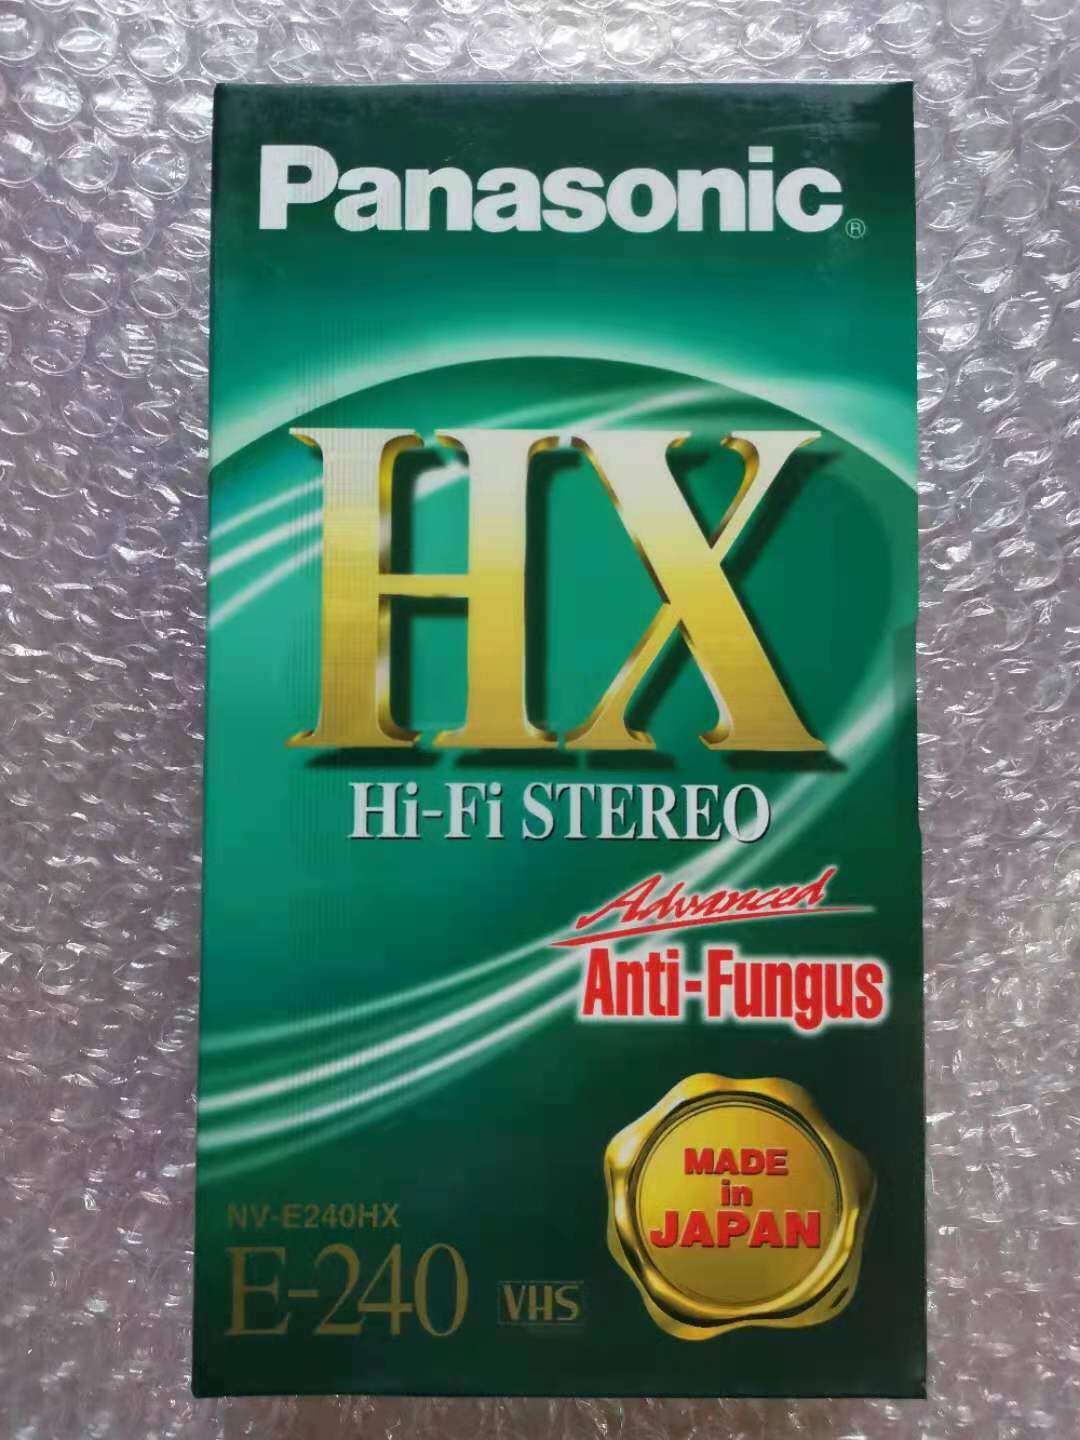 Panasonic®
HX
Hi-Fi STEREO
Advanced
Anti-Fungus
MADE
in
JAPAN
NV-E240HX
E-240 VHS